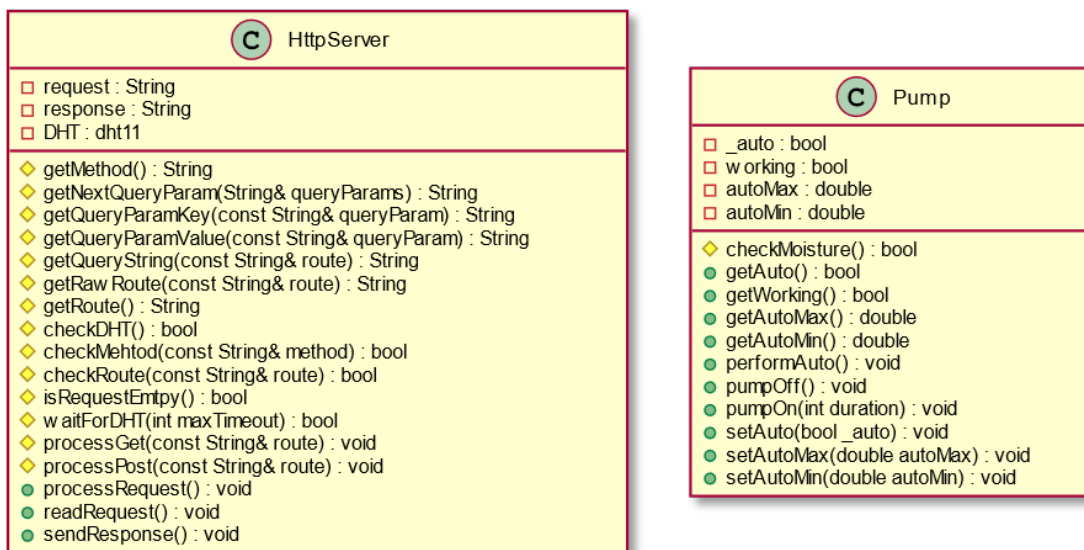 C HttpServer
request : String
response : String
DHT : dht11
getMethod() : String
getNextQueryParam(String& queryParams) : String
getQueryParamKey(const String& queryParam) : String
getQueryParamValue(const String& queryParam) : String
getQueryString(const String& route) : String
getRawRoute(const String& route) : String
getRoute() : String
checkDHT() : bool
checkMehtod(const String& method) : bool
checkRoute(const String& route) : bool
isRequestEmtpy() : bool
waitForDHT(int maxTimeout) : bool
processGet(const String& route) : void
processPost(const String& route) : void
processRequest() : void
readRequest() : void
sendResponse() : void
C Pump
_auto : bool
working : bool
autoMax : double
autoMin : double
checkMoisture() : bool
getAuto() : bool
getWorking() : bool
getAutoMax() : double
getAutoMin() : double
performAuto() : void
pumpOff() : void
pumpOn(int duration) : void
setAuto(bool _auto) : void
setAutoMax(double autoMax) : void
setAutoMin(double autoMin) : void